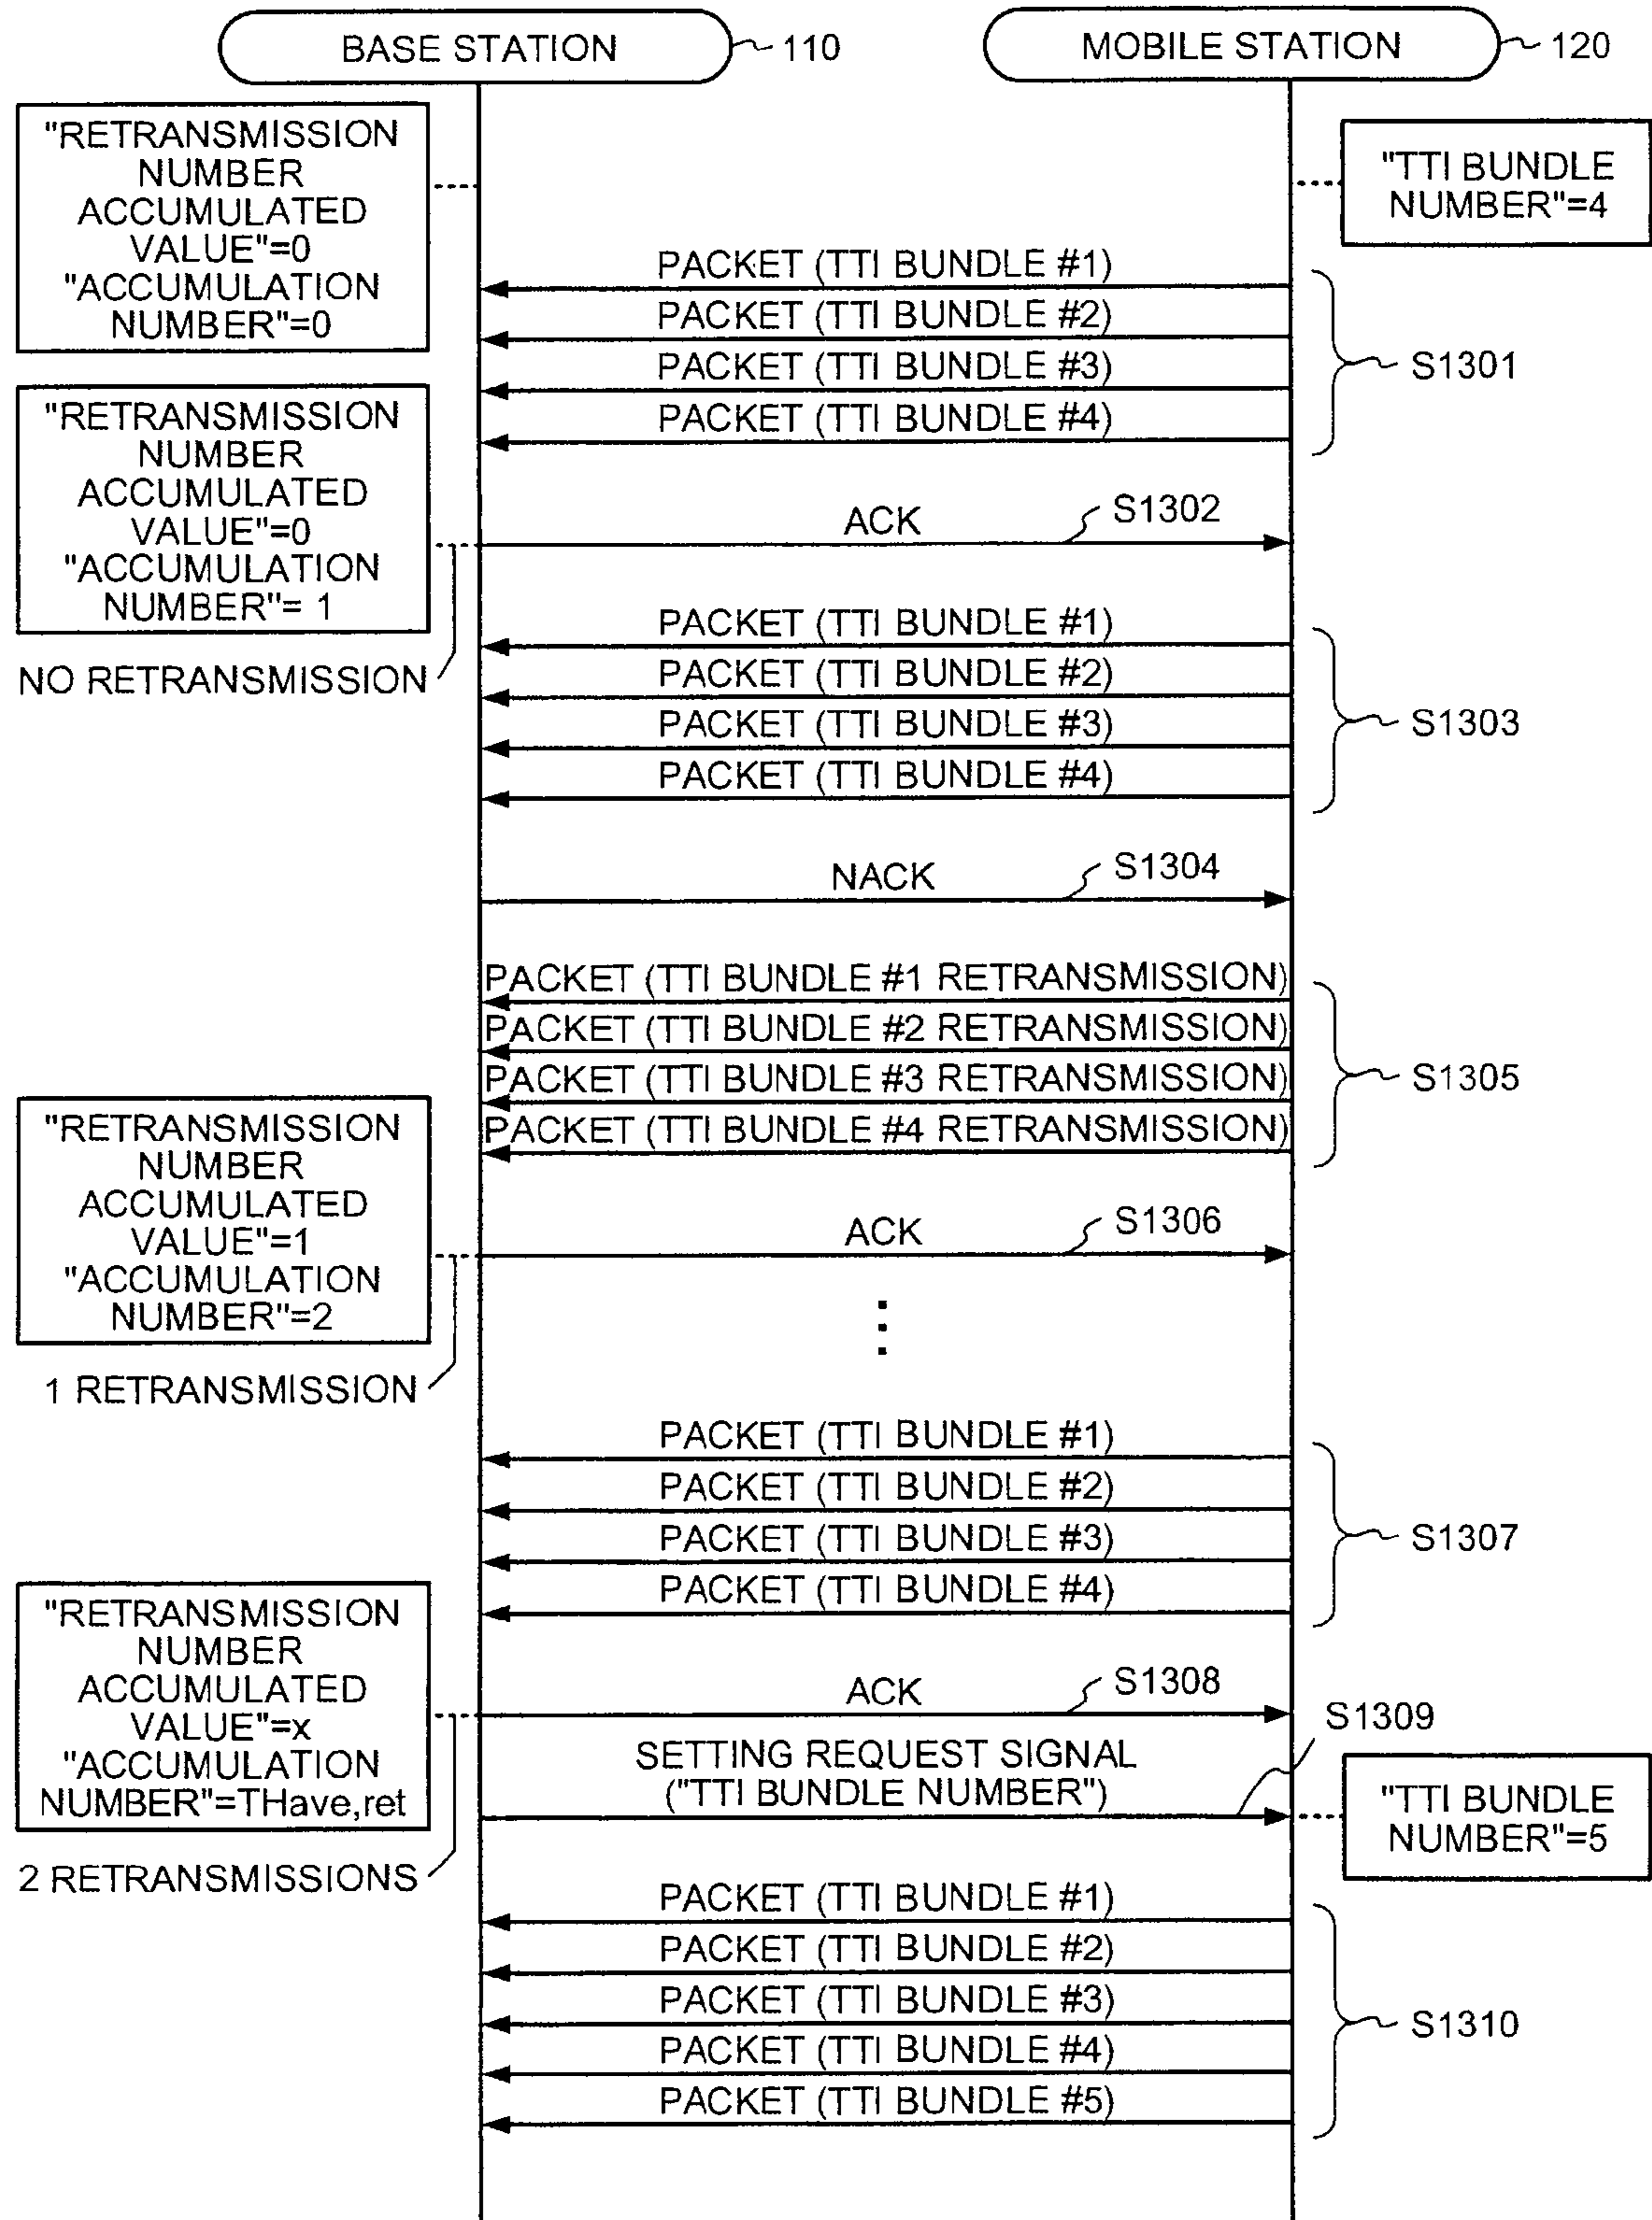 BASE STATION
110
MOBILE STATION
120
"RETRANSMISSION
NUMBER
ACCUMULATED
VALUE"=0
"ACCUMULATION
NUMBER"=0
"TTI BUNDLE
NUMBER"=4
PACKET (TTI BUNDLE #1)
PACKET (TTI BUNDLE #2)
PACKET (TTI BUNDLE #3)
PACKET (TTI BUNDLE #4)
S1301
"RETRANSMISSION
NUMBER
ACCUMULATED
VALUE"=0
"ACCUMULATION
NUMBER"= 1
NO RETRANSMISSION
ACK
S1302
PACKET (TTI BUNDLE #1)
PACKET (TTI BUNDLE #2)
PACKET (TTI BUNDLE #3)
PACKET (TTI BUNDLE #4)
S1303
NACK
S1304
PACKET (TTI BUNDLE #1 RETRANSMISSION)
PACKET (TTI BUNDLE #2 RETRANSMISSION)
PACKET (TTI BUNDLE #3 RETRANSMISSION)
PACKET (TTI BUNDLE #4 RETRANSMISSION)
S1305
"RETRANSMISSION
NUMBER
ACCUMULATED
VALUE"=1
"ACCUMULATION
NUMBER"=2
1 RETRANSMISSION
ACK
S1306
PACKET (TTI BUNDLE #1)
PACKET (TTI BUNDLE #2)
PACKET (TTI BUNDLE #3)
PACKET (TTI BUNDLE #4)
S1307
"RETRANSMISSION
NUMBER
ACCUMULATED
VALUE"=x
"ACCUMULATION
NUMBER"=THave,ret
2 RETRANSMISSIONS
ACK
S1308
SETTING REQUEST SIGNAL
("TTI BUNDLE NUMBER")
S1309
"TTI BUNDLE
NUMBER"=5
PACKET (TTI BUNDLE #1)
PACKET (TTI BUNDLE #2)
PACKET (TTI BUNDLE #3)
PACKET (TTI BUNDLE #4)
PACKET (TTI BUNDLE #5)
S1310